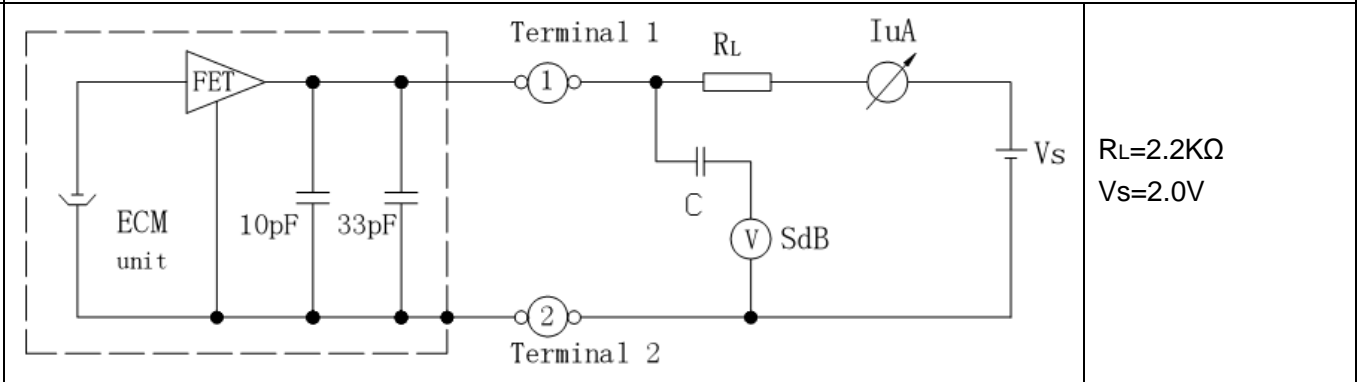 Terminal 1
RL
IuA
FET
1
Vs
RL=2.2KΩ
Vs=2.0V
ECM
unit
10pF
33pF
C
V
SdB
2
Terminal 2